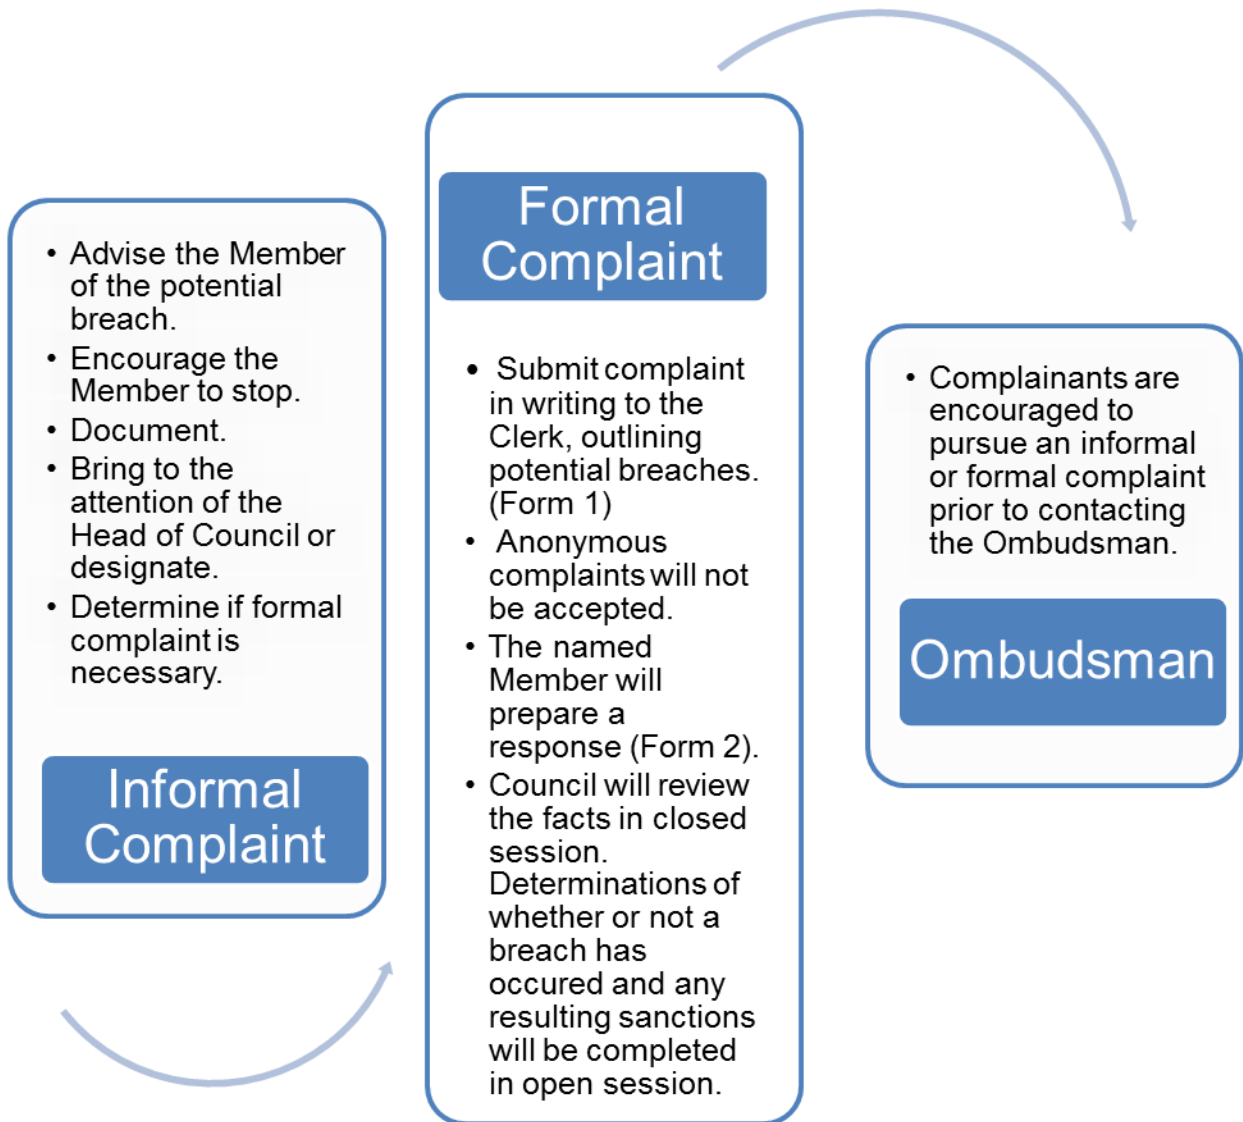 • Advise the Member
of the potential
breach.
• Encourage the
Member to stop.
• Document.
• Bring to the
attention of the
Head of Council or
designate.
• Determine if formal
complaint is
necessary.
Informal
Complaint
Formal
Complaint
• Submit complaint
in writing to the
Clerk, outlining
potential breaches.
(Form 1)
• Anonymous
complaints will not
be accepted.
• The named
Member will
prepare a
response (Form 2).
• Council will review
the facts in closed
session.
Determinations of
whether or not a
breach has
occured and any
resulting sanctions
will be completed
in open session.
• Complainants are
encouraged to
pursue an informal
or formal complaint
prior to contacting
the Ombudsman.
Ombudsman